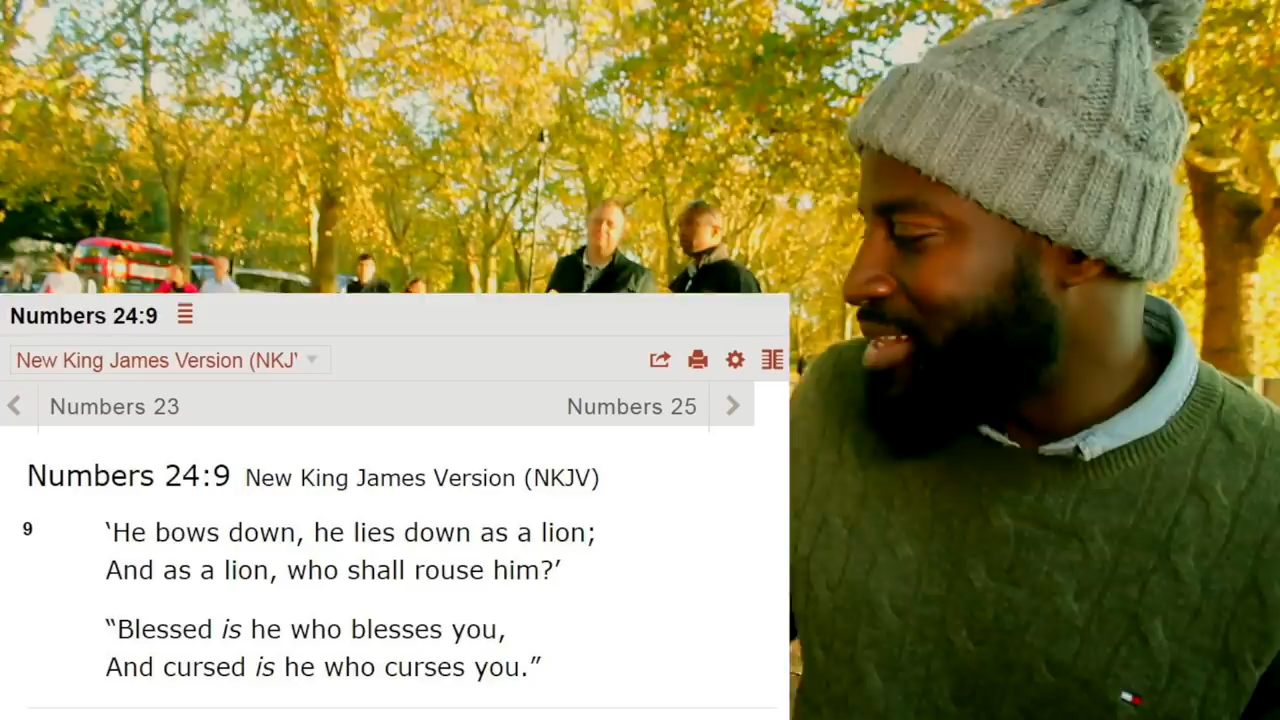 Numbers 24:9
New King James Version (NKJV
Numbers 23
Numbers 25
Numbers 24:9 New King James Version (NKJV)
9 ‘He bows down, he lies down as a lion;
And as a lion, who shall rouse him?’
“Blessed is he who blesses you,
And cursed is he who curses you.”